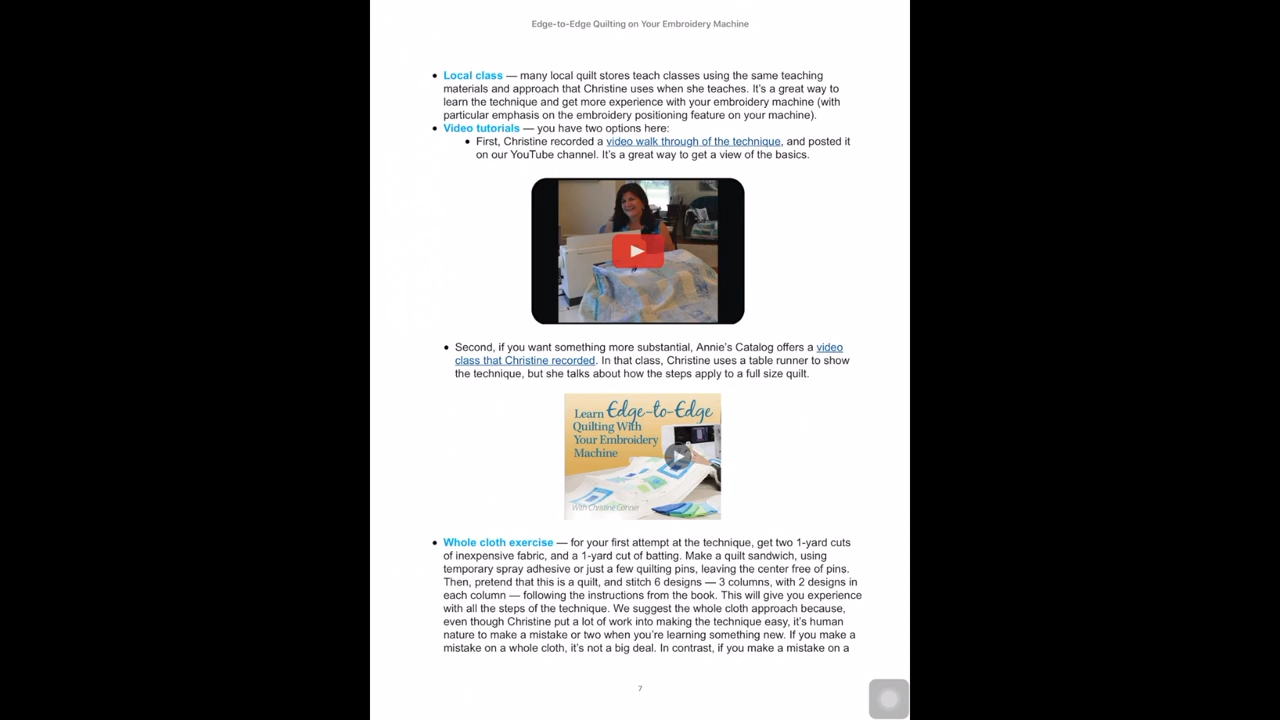 Edge-to-Edge Quilting on Your Embroidery Machine
• Local class — many local quilt stores teach classes using the same teaching
materials and approach that Christine uses when she teaches. It’s a great way to
learn the technique and get more experience with your embroidery machine (with
particular emphasis on the embroidery positioning feature on your machine).
• Video tutorials — you have two options here:
• First, Christine recorded a video walk through of the technique, and posted it
on our YouTube channel. It’s a great way to get a view of the basics.
• Second, if you want something more substantial, Annie’s Catalog offers a video
class that Christine recorded. In that class, Christine uses a table runner to show
the technique, but she talks about how the steps apply to a full size quilt.
Learn Edge-to-Edge
Quilting With
Your Embroidery
Machine
With Christine Conner
• Whole cloth exercise — for your first attempt at the technique, get two 1-yard cuts
of inexpensive fabric, and a 1-yard cut of batting. Make a quilt sandwich, using
temporary spray adhesive or just a few quilting pins, leaving the center free of pins.
Then, pretend that this is a quilt, and stitch 6 designs — 3 columns, with 2 designs in
each column — following the instructions from the book. This will give you experience
with all the steps of the technique. We suggest the whole cloth approach because,
even though Christine put a lot of work into making the technique easy, it’s human
nature to make a mistake or two when you’re learning something new. If you make a
mistake on a whole cloth, it’s not a big deal. In contrast, if you make a mistake on a
7